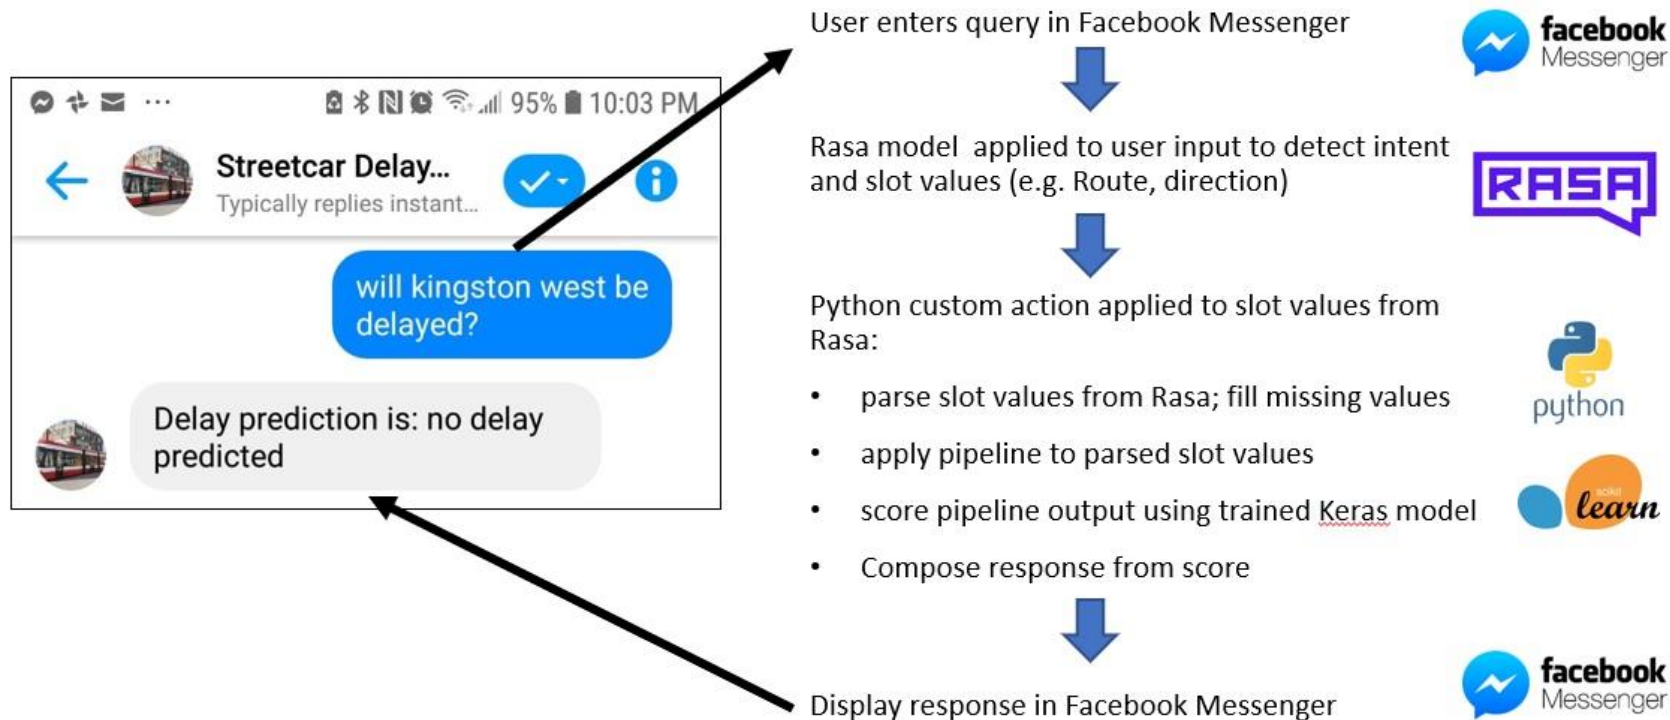 95% 10:03 PM
Streetcar Delay...
Typically replies instant...
will kingston west be
delayed?
Delay prediction is: no delay
predicted
User enters query in Facebook Messenger
facebook
Messenger
Rasa model  applied to user input to detect intent
and slot values (e.g. Route, direction)
RASA
Python custom action applied to slot values from
Rasa:
• parse slot values from Rasa; fill missing values
• apply pipeline to parsed slot values
• score pipeline output using trained Keras model
• Compose response from score
python
scikit
learn
Display response in Facebook Messenger
facebook
Messenger